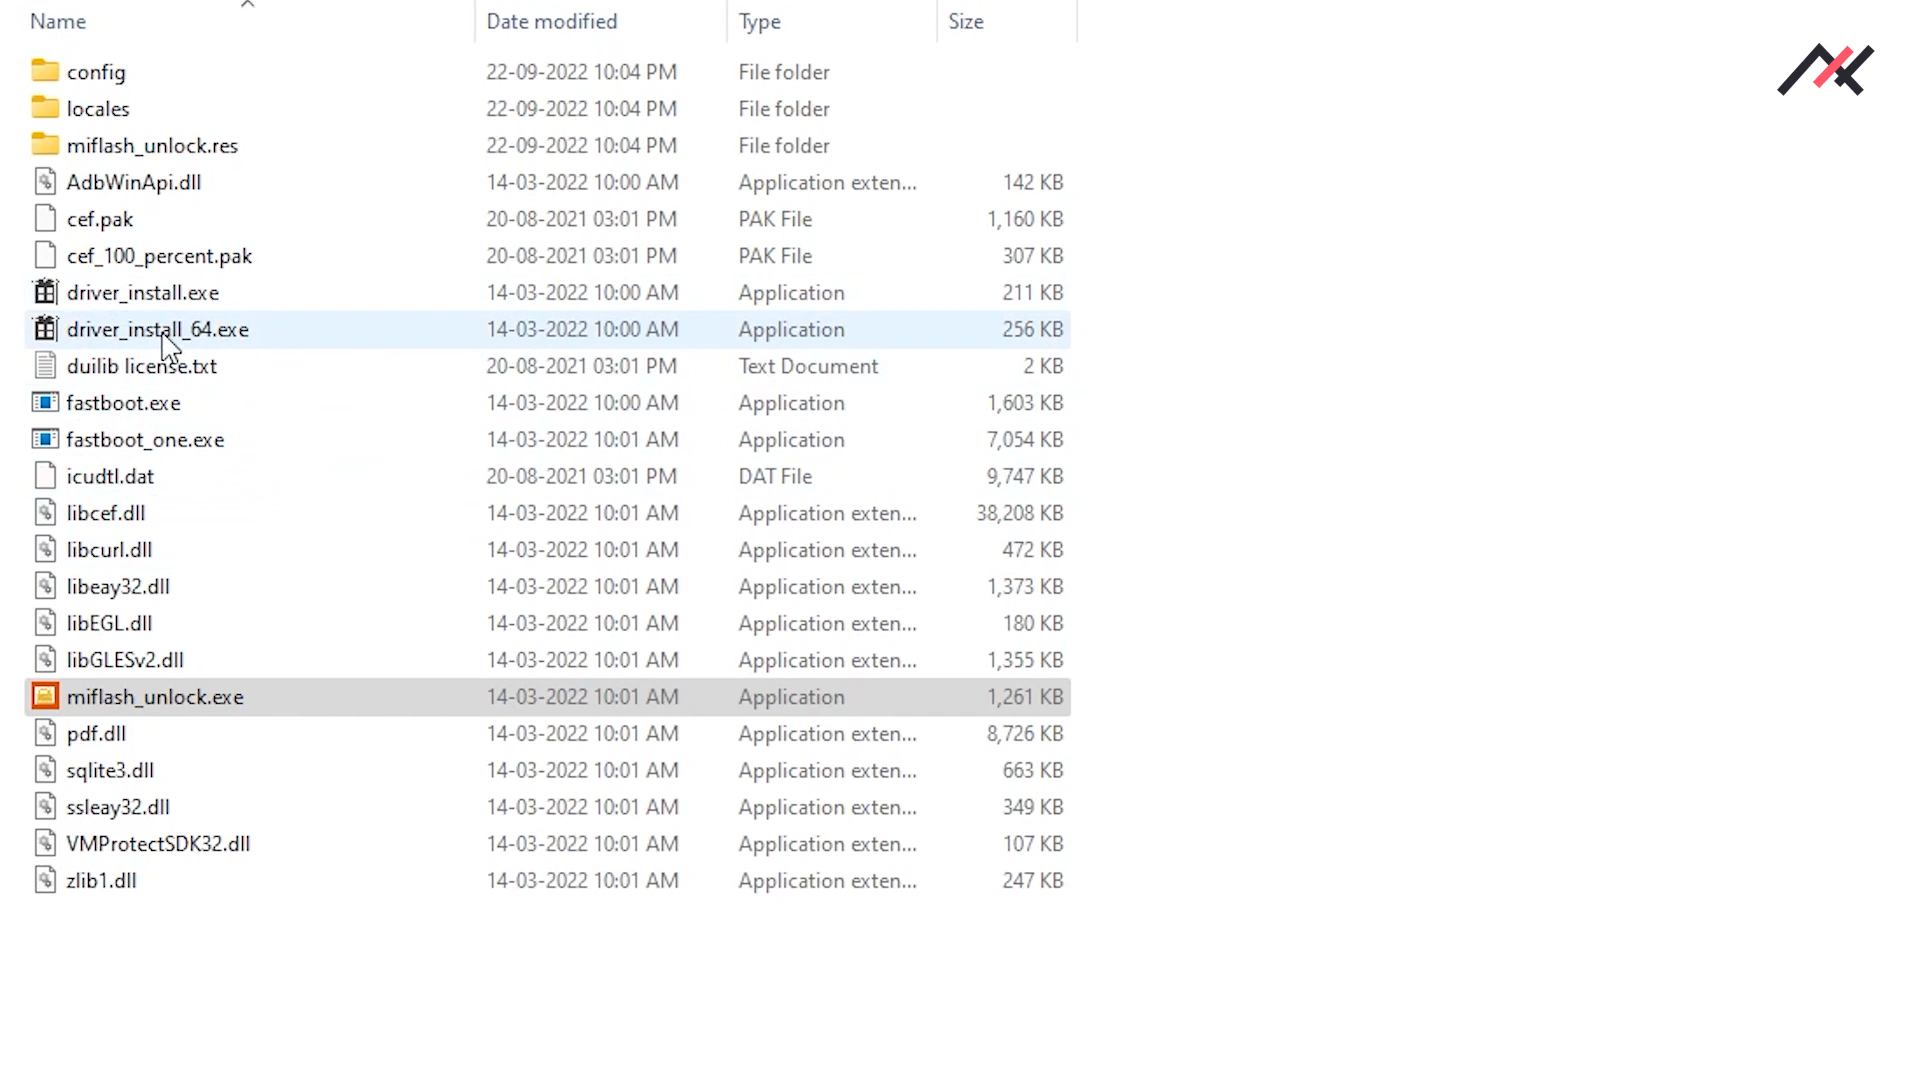 Name Date modified Type Size
config 22-09-2022 10:04 PM File folder
locales 22-09-2022 10:04 PM File folder
miflash_unlock.res 22-09-2022 10:04 PM File folder
AdbWinApi.dll 14-03-2022 10:00 AM Application exten... 142 KB
cef.pak 20-08-2021 03:01 PM PAK File 1,160 KB
cef_100_percent.pak 20-08-2021 03:01 PM PAK File 307 KB
driver_install.exe 14-03-2022 10:00 AM Application 211 KB
driver_install_64.exe 14-03-2022 10:00 AM Application 256 KB
duilib license.txt 20-08-2021 03:01 PM Text Document 2 KB
fastboot.exe 14-03-2022 10:00 AM Application 1,603 KB
fastboot_one.exe 14-03-2022 10:01 AM Application 7,054 KB
icudtl.dat 20-08-2021 03:01 PM DAT File 9,747 KB
libcef.dll 14-03-2022 10:01 AM Application exten... 38,208 KB
libcurl.dll 14-03-2022 10:01 AM Application exten... 472 KB
libeay32.dll 14-03-2022 10:01 AM Application exten... 1,373 KB
libEGL.dll 14-03-2022 10:01 AM Application exten... 180 KB
libGLESv2.dll 14-03-2022 10:01 AM Application exten... 1,355 KB
miflash_unlock.exe 14-03-2022 10:01 AM Application 1,261 KB
pdf.dll 14-03-2022 10:01 AM Application exten... 8,726 KB
sqlite3.dll 14-03-2022 10:01 AM Application exten... 663 KB
ssleay32.dll 14-03-2022 10:01 AM Application exten... 349 KB
VMProtectSDK32.dll 14-03-2022 10:01 AM Application exten... 107 KB
zlib1.dll 14-03-2022 10:01 AM Application exten... 247 KB